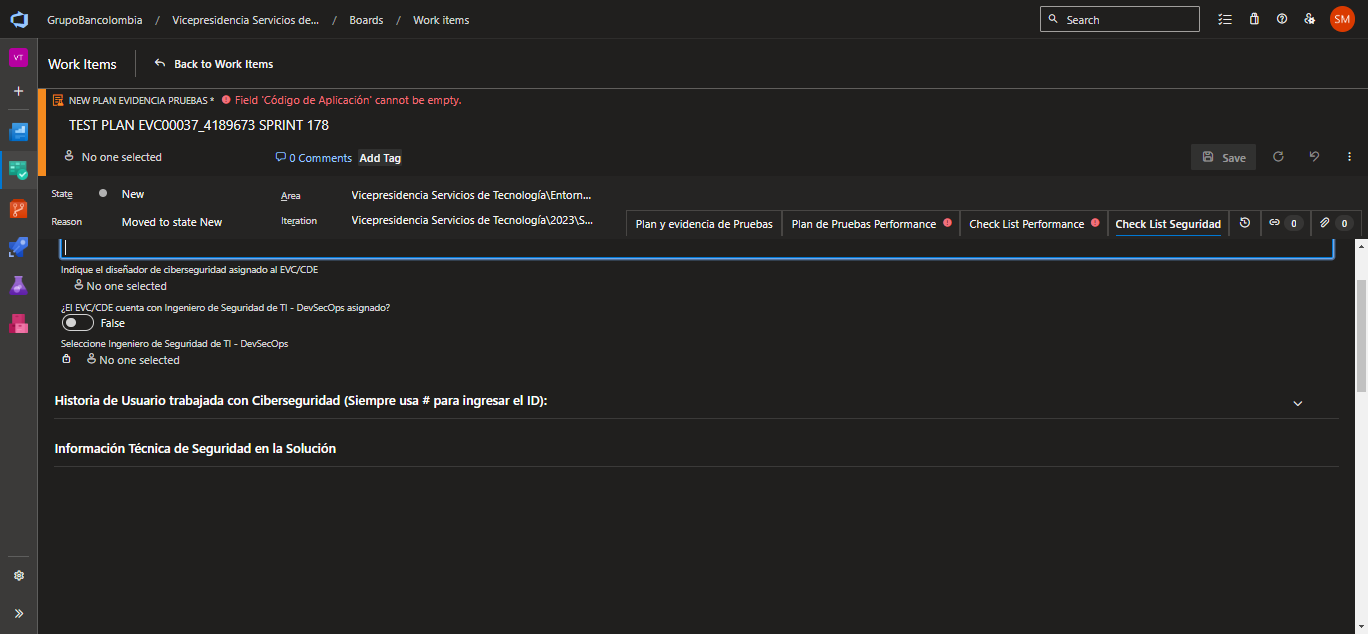 GrupoBancolombia / Vicepresidencia Servicios de... / Boards / Work items
Search
SM
VT
Work Items
Back to Work Items
NEW PLAN EVIDENCIA PRUEBAS * Field 'Código de Aplicación' cannot be empty.
TEST PLAN EVC00037_4189673 SPRINT 178
No one selected
0 Comments
Add Tag
Save
State
New
Area
Vicepresidencia Servicios de Tecnología\Entorn...
Reason
Moved to state New
Iteration
Vicepresidencia Servicios de Tecnología\2023\S...
Plan y evidencia de Pruebas
Plan de Pruebas Performance
Check List Performance
Check List Seguridad
0
0
Indique el diseñador de ciberseguridad asignado al EVC/CDE
No one selected
¿El EVC/CDE cuenta con Ingeniero de Seguridad de TI - DevSecOps asignado?
False
Seleccione Ingeniero de Seguridad de TI - DevSecOps
No one selected
Historia de Usuario trabajada con Ciberseguridad (Siempre usa # para ingresar el ID):
Información Técnica de Seguridad en la Solución